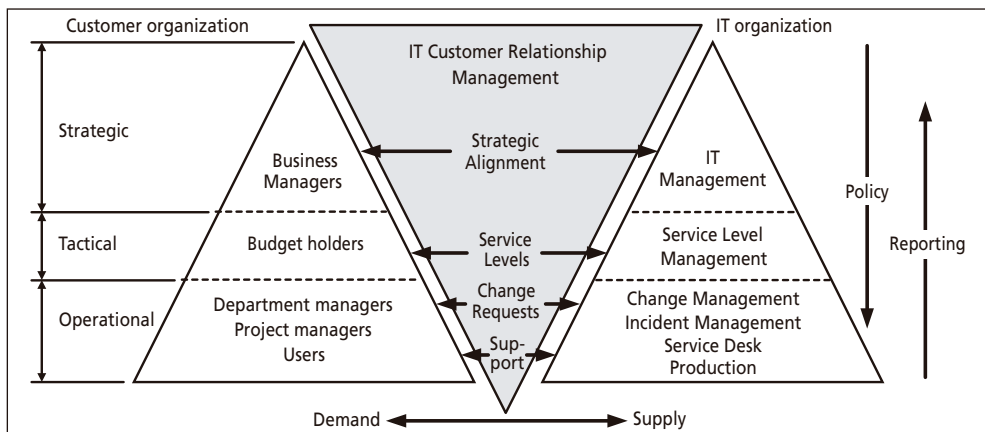 Customer organization
IT organization
IT Customer Relationship
Management
Strategic
Strategic
Alignment
Business
Managers
IT
Management
Policy
Tactical
Budget holders
Service
Levels
Service Level
Management
Reporting
Operational
Department managers
Project managers
Users
Change
Requests
Sup-
port
Change Management
Incident Management
Service Desk
Production
Demand
Supply